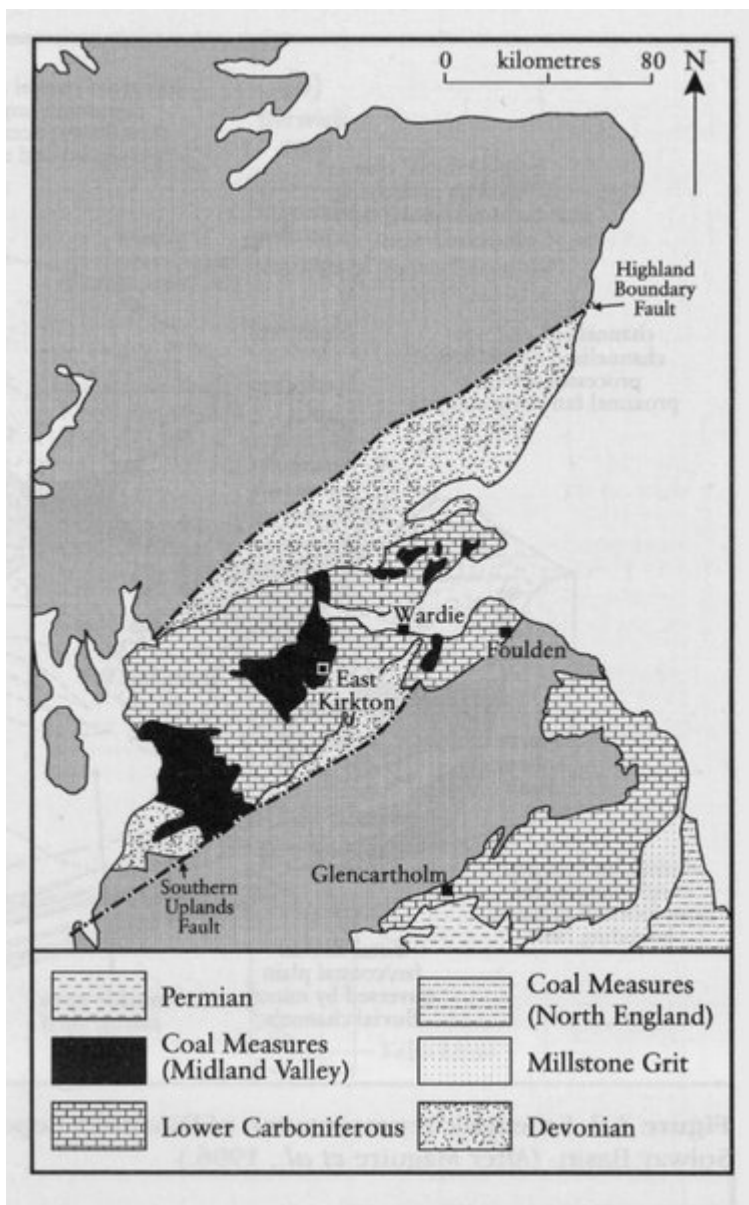 0 kilometres 80 N
Highland
Boundary
Fault
Wardie
Foulden
East
Kirkton
Glencartholm
Southern
Uplands
Fault
Permian
Coal Measures
(Midland Valley)
Lower Carboniferous
Coal Measures
(North England)
Millstone Grit
Devonian